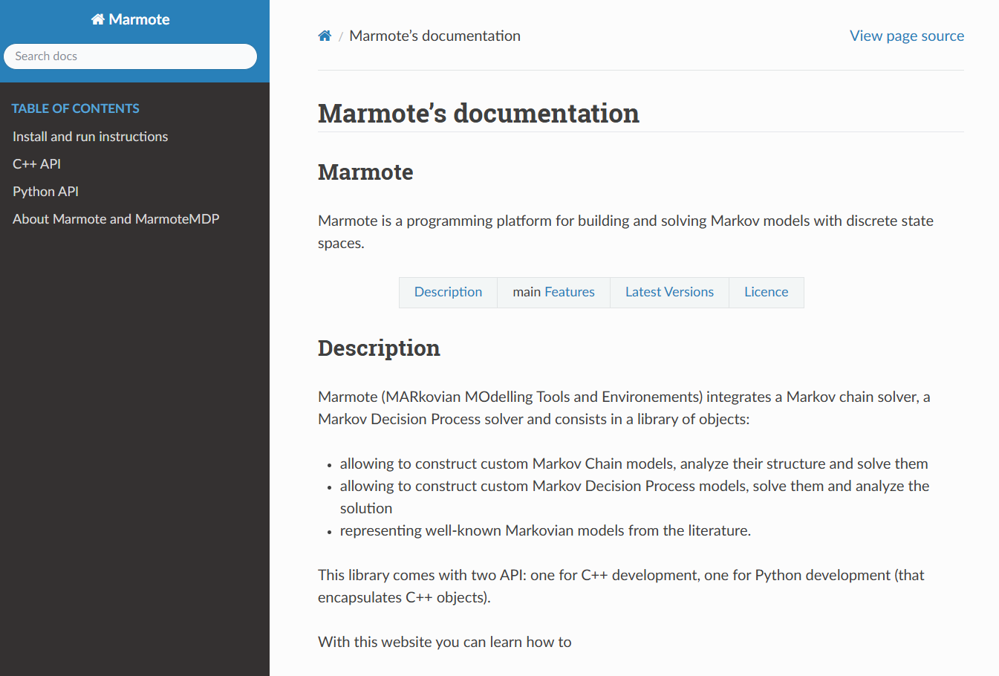 Marmote
Search docs
TABLE OF CONTENTS
Install and run instructions
C++ API
Python API
About Marmote and MarmoteMDP
/ Marmote's documentation
View page source
Marmote's documentation
Marmote
Marmote is a programming platform for building and solving Markov models with discrete state
spaces.
Description
main Features
Latest Versions
Licence
Description
Marmote (MARkovian MOdelling Tools and Environements) integrates a Markov chain solver, a
Markov Decision Process solver and consists in a library of objects:
• allowing to construct custom Markov Chain models, analyze their structure and solve them
• allowing to construct custom Markov Decision Process models, solve them and analyze the
solution
• representing well-known Markovian models from the literature.
This library comes with two API: one for C++ development, one for Python development (that
encapsulates C++ objects).
With this website you can learn how to